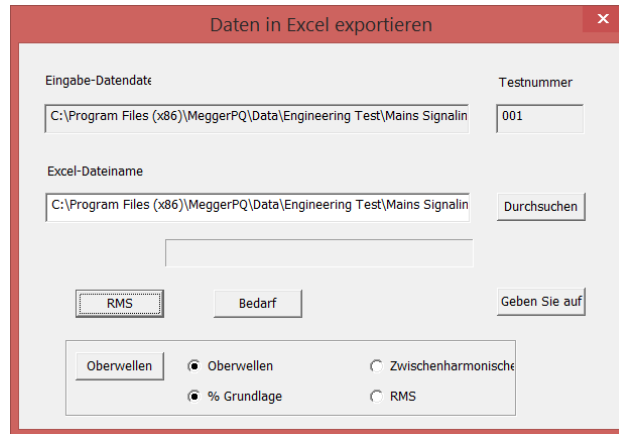 Daten in Excel exportieren
x
Eingabe-Datendate
Testnummer
C:\Program Files (x86)\MeggerPQ\Data\Engineering Test\Mains Signalin
001
Excel-Dateiname
C:\Program Files (x86)\MeggerPQ\Data\Engineering Test\Mains Signalin
Durchsuchen
RMS
Bedarf
Geben Sie auf
Oberwellen
Oberwellen
Zwischenharmonische
% Grundlage
RMS